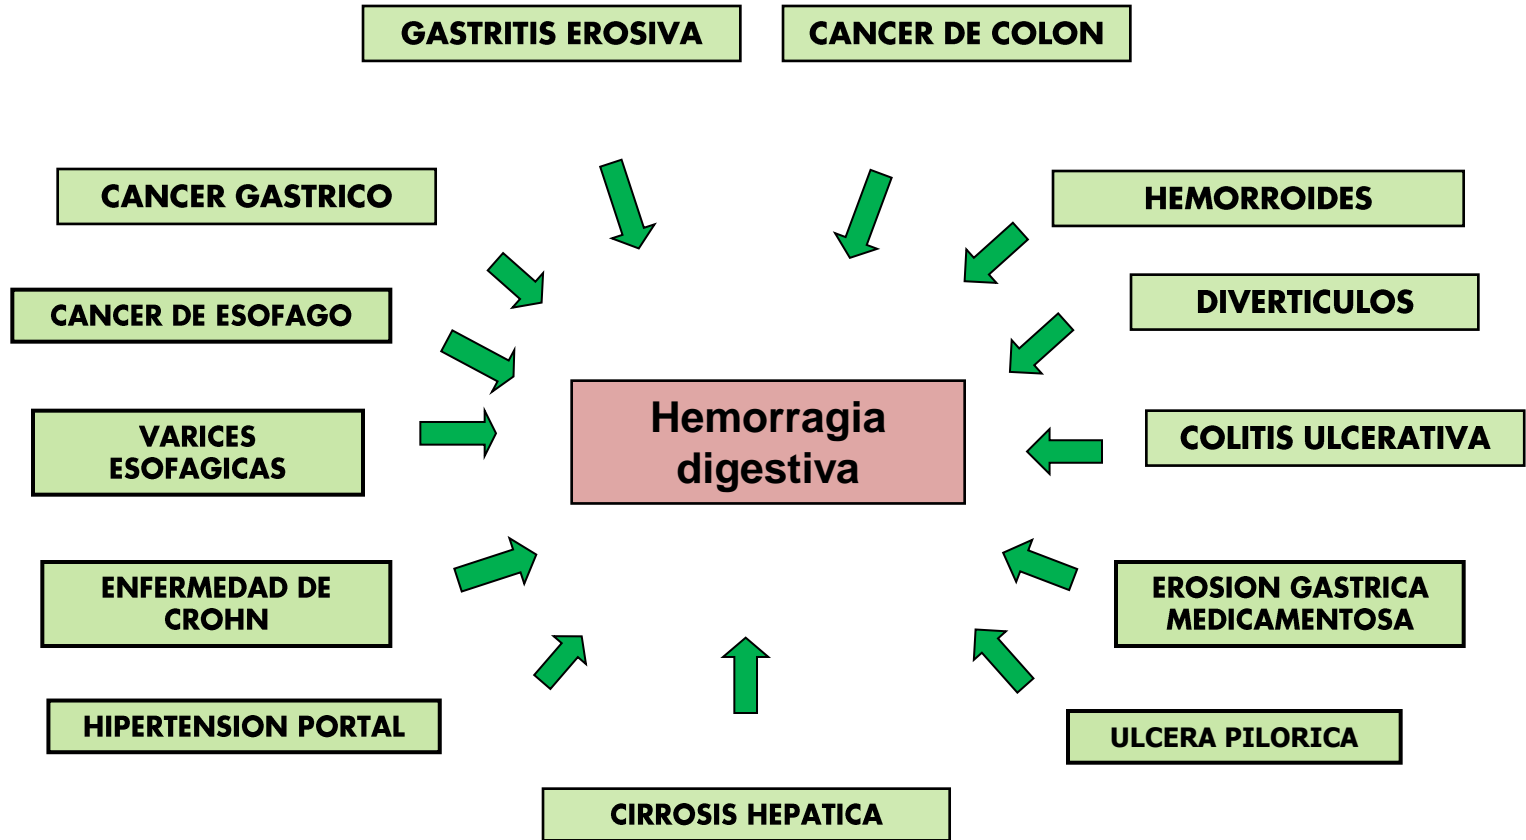 GASTRITIS EROSIVA
CANCER DE COLON
CANCER GASTRICO
HEMORROIDES
CANCER DE ESOFAGO
DIVERTICULOS
Hemorragia
digestiva
VARICES
ESOFAGICAS
COLITIS ULCERATIVA
ENFERMEDAD DE
CROHN
EROSION GASTRICA
MEDICAMENTOSA
HIPERTENSION PORTAL
ULCERA PILORICA
CIRROSIS HEPATICA